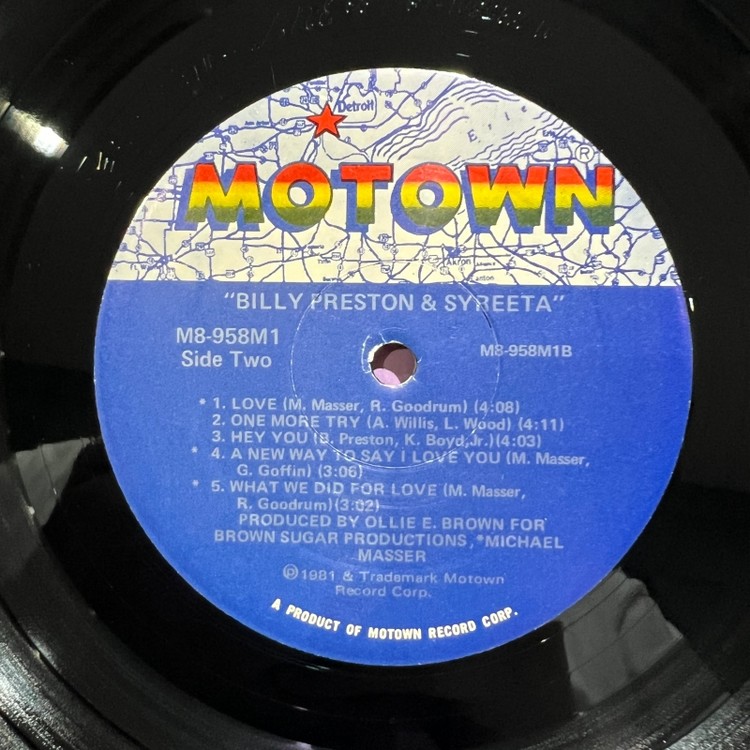 Detroit
Erie
®
MOTOWN
Akron
"BILLY PRESTON & SYREETA"
M8-958M1
Side Two
M8-958M1B
* 1. LOVE (M. Masser, R. Goodrum) (4:08)
2. ONE MORE TRY (A. Willis, L. Wood) (4:11)
3. HEY YOU (B. Preston, K. Boyd,Jr.)(4:03)
* 4. A NEW WAY TO SAY I LOVE YOU (M. Masser,
G. Goffin) (3:06)
* 5. WHAT WE DID FOR LOVE (M. Masser,
R. Goodrum)(3:02)
PRODUCED BY OLLIE E. BROWN FOR
BROWN SUGAR PRODUCTIONS,*MICHAEL
MASSER
℗1981 & Trademark Motown
Record Corp.
A PRODUCT OF MOTOWN RECORD CORP.